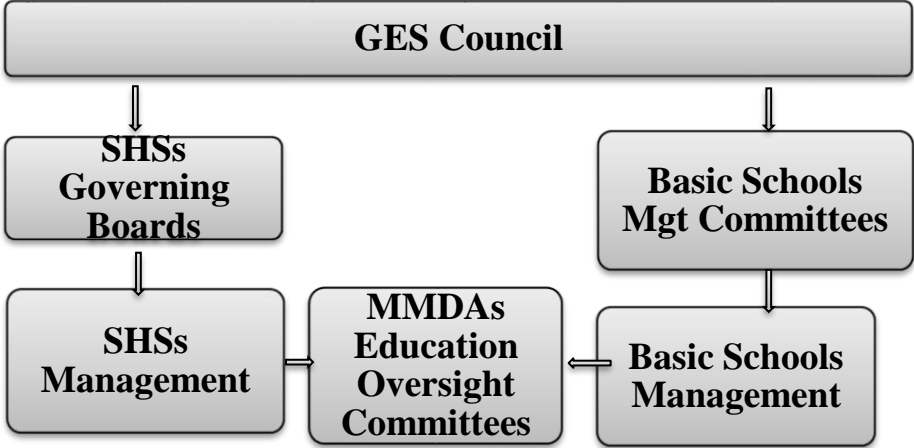 GES Council
SHSs
Governing
Boards
Basic Schools
Mgt Committees
SHSs
Management
MMDAs
Education
Oversight
Committees
Basic Schools
Management